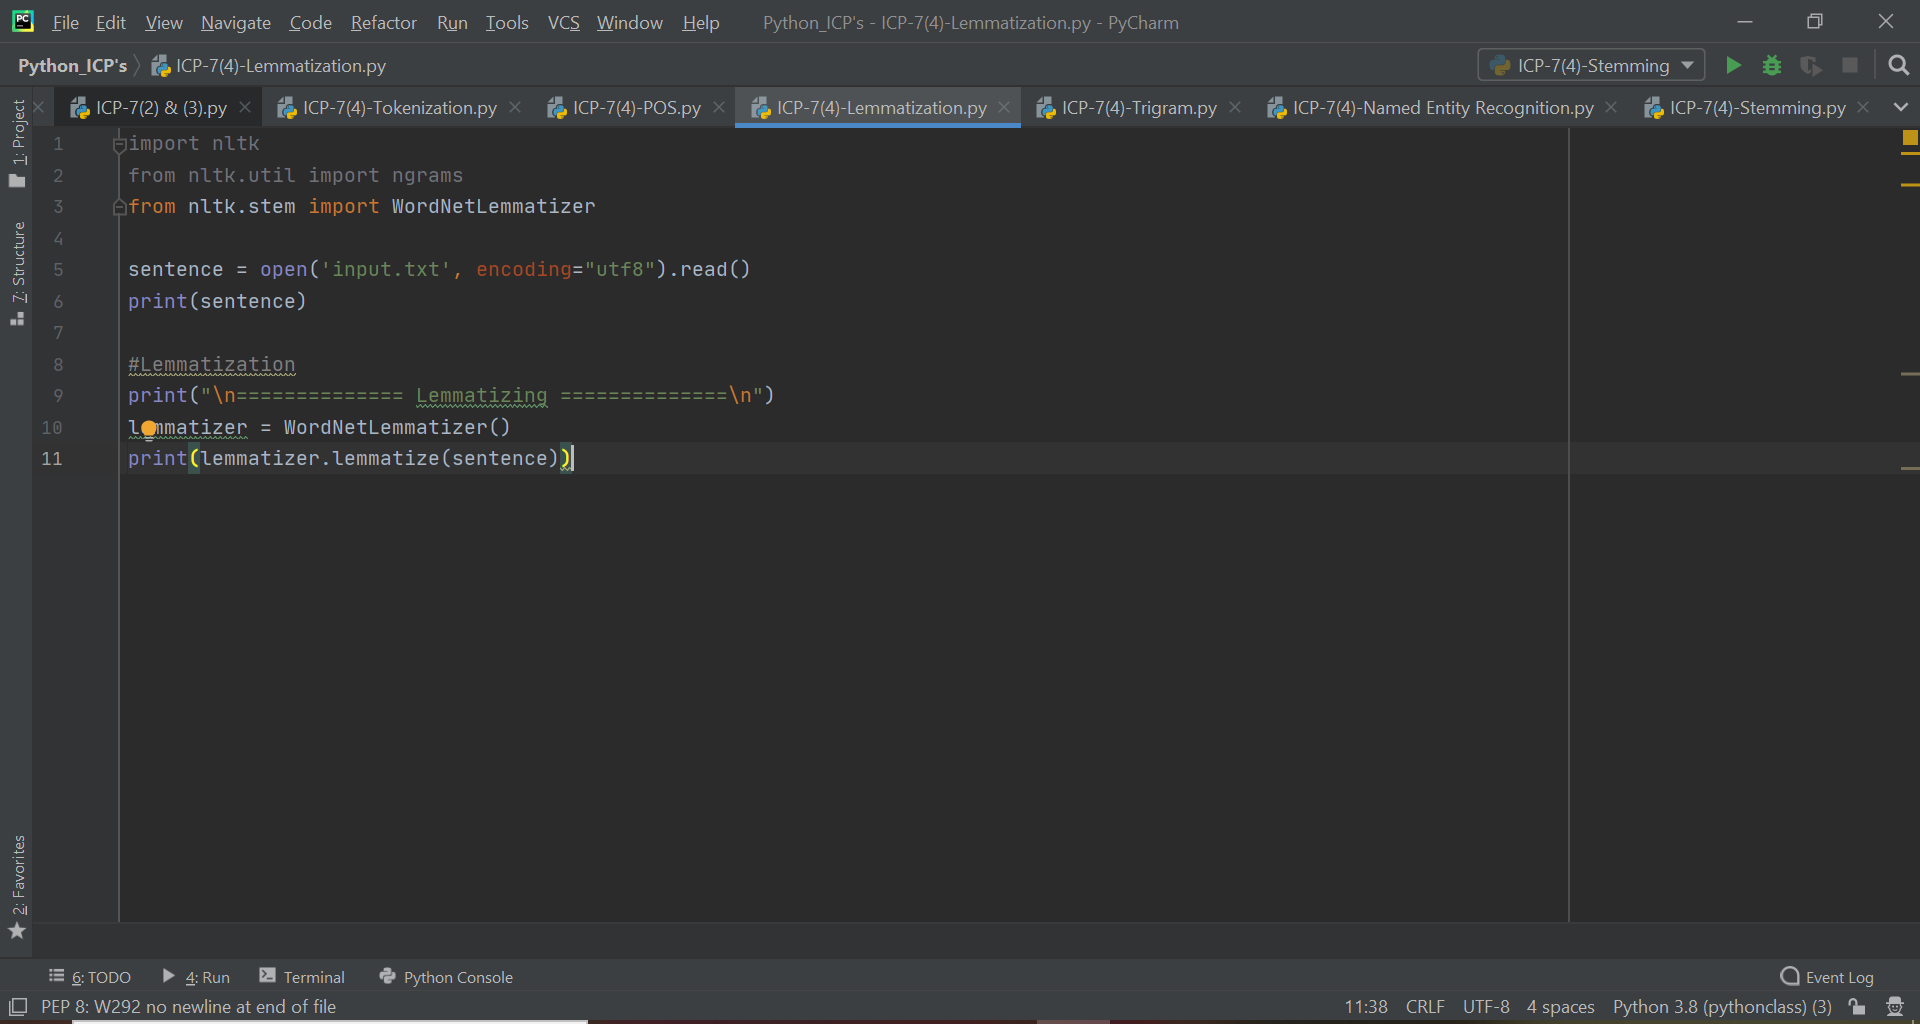 PC File Edit View Navigate Code Refactor Run Tools VCS Window Help Python_ICP's - ICP-7(4)-Lemmatization.py - PyCharm
Python_ICP's ICP-7(4)-Lemmatization.py ICP-7(4)-Stemming
ICP-7(2) & (3).py ICP-7(4)-Tokenization.py ICP-7(4)-POS.py ICP-7(4)-Lemmatization.py ICP-7(4)-Trigram.py ICP-7(4)-Named Entity Recognition.py ICP-7(4)-Stemming.py
1: Project
7: Structure
2: Favorites
1 import nltk
2 from nltk.util import ngrams
3 from nltk.stem import WordNetLemmatizer
4
5 sentence = open('input.txt', encoding="utf8").read()
6 print(sentence)
7
8 #Lemmatization
9 print("\n============== Lemmatizing ==============\n")
10 lemmatizer = WordNetLemmatizer()
11 print(lemmatizer.lemmatize(sentence))
6: TODO 4: Run Terminal Python Console Event Log
PEP 8: W292 no newline at end of file 11:38 CRLF UTF-8 4 spaces Python 3.8 (pythonclass) (3)